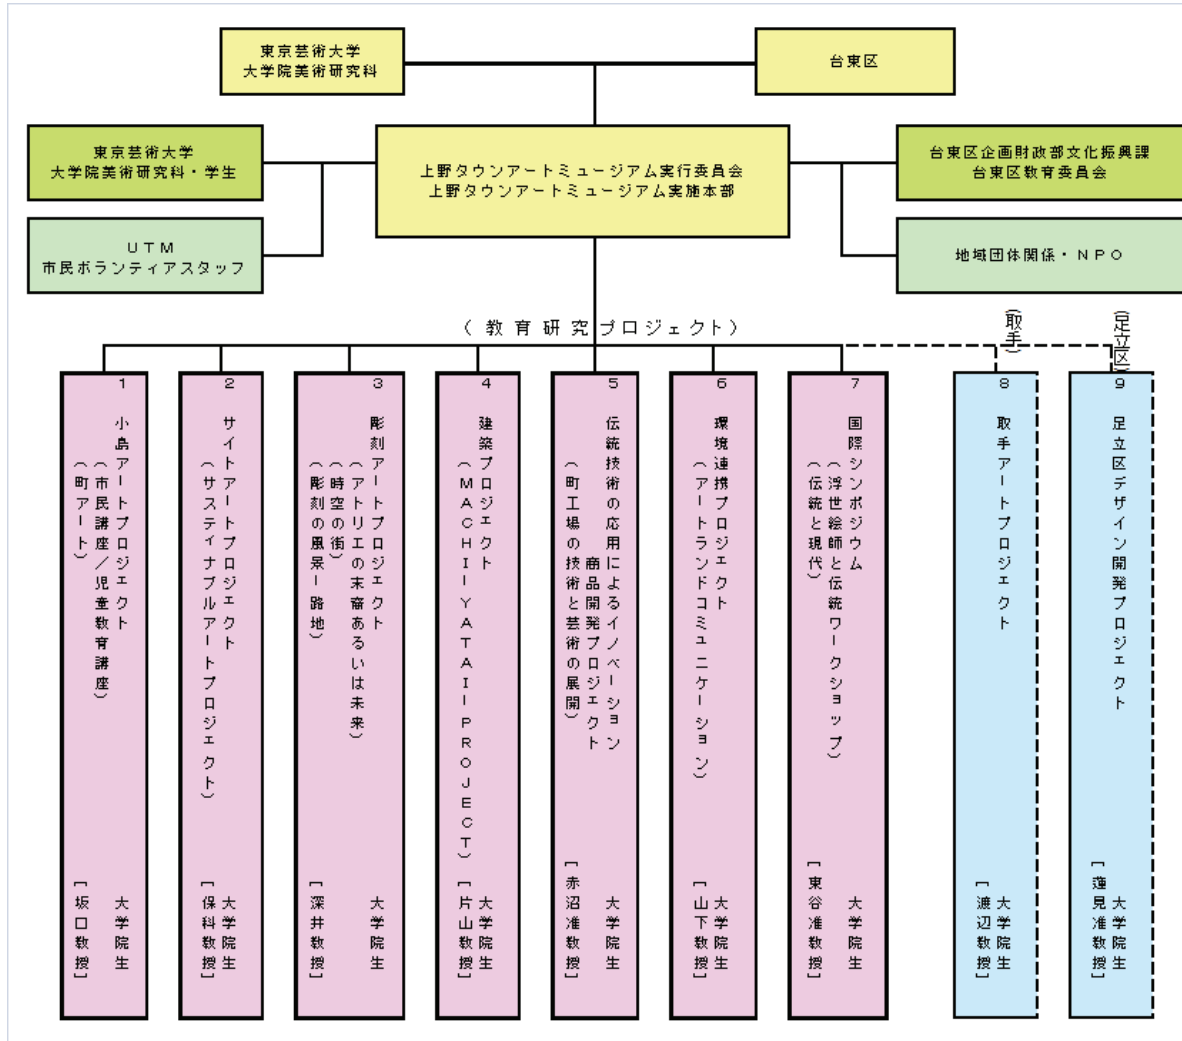 東京芸術大学
大学院美術研究科
台東区
東京芸術大学
大学院美術研究科・学生
上野タウンアートミュージアム実行委員会
上野タウンアートミュージアム実施本部
台東区企画財政部文化振興課
台東区教育委員会
UTM
市民ボランティアスタッフ
地域団体関係・NPO
(教育研究プロジェクト)
(取手)
(足立区)
1
小島アートプロジェクト
(市民講座/児童教育講座)
(町アート)
大学院生
[坂口教授]
2
サイトアートプロジェクト
(サスティナブルアートプロジェクト)
大学院生
[保科教授]
3
彫刻アートプロジェクト
(アトリエの末裔あるいは未来)
(時空の街)
(彫刻の風景-路地)
大学院生
[深井教授]
4
建築プロジェクト
(MACHI-YATAI-PROJECT)
大学院生
[片山教授]
5
伝統技術の応用によるイノベーション
商品開発プロジェクト
(町工場の技術と芸術の展開)
大学院生
[赤沼准教授]
6
環境連携プロジェクト
(アートランドコミュニケーション)
大学院生
[山下教授]
7
国際シンポジウム
(浮世絵師と伝統ワークショップ)
(伝統と現代)
大学院生
[東谷准教授]
8
取手アートプロジェクト
大学院生
[渡辺教授]
9
足立区デザイン開発プロジェクト
大学院生
[蓮見准教授]